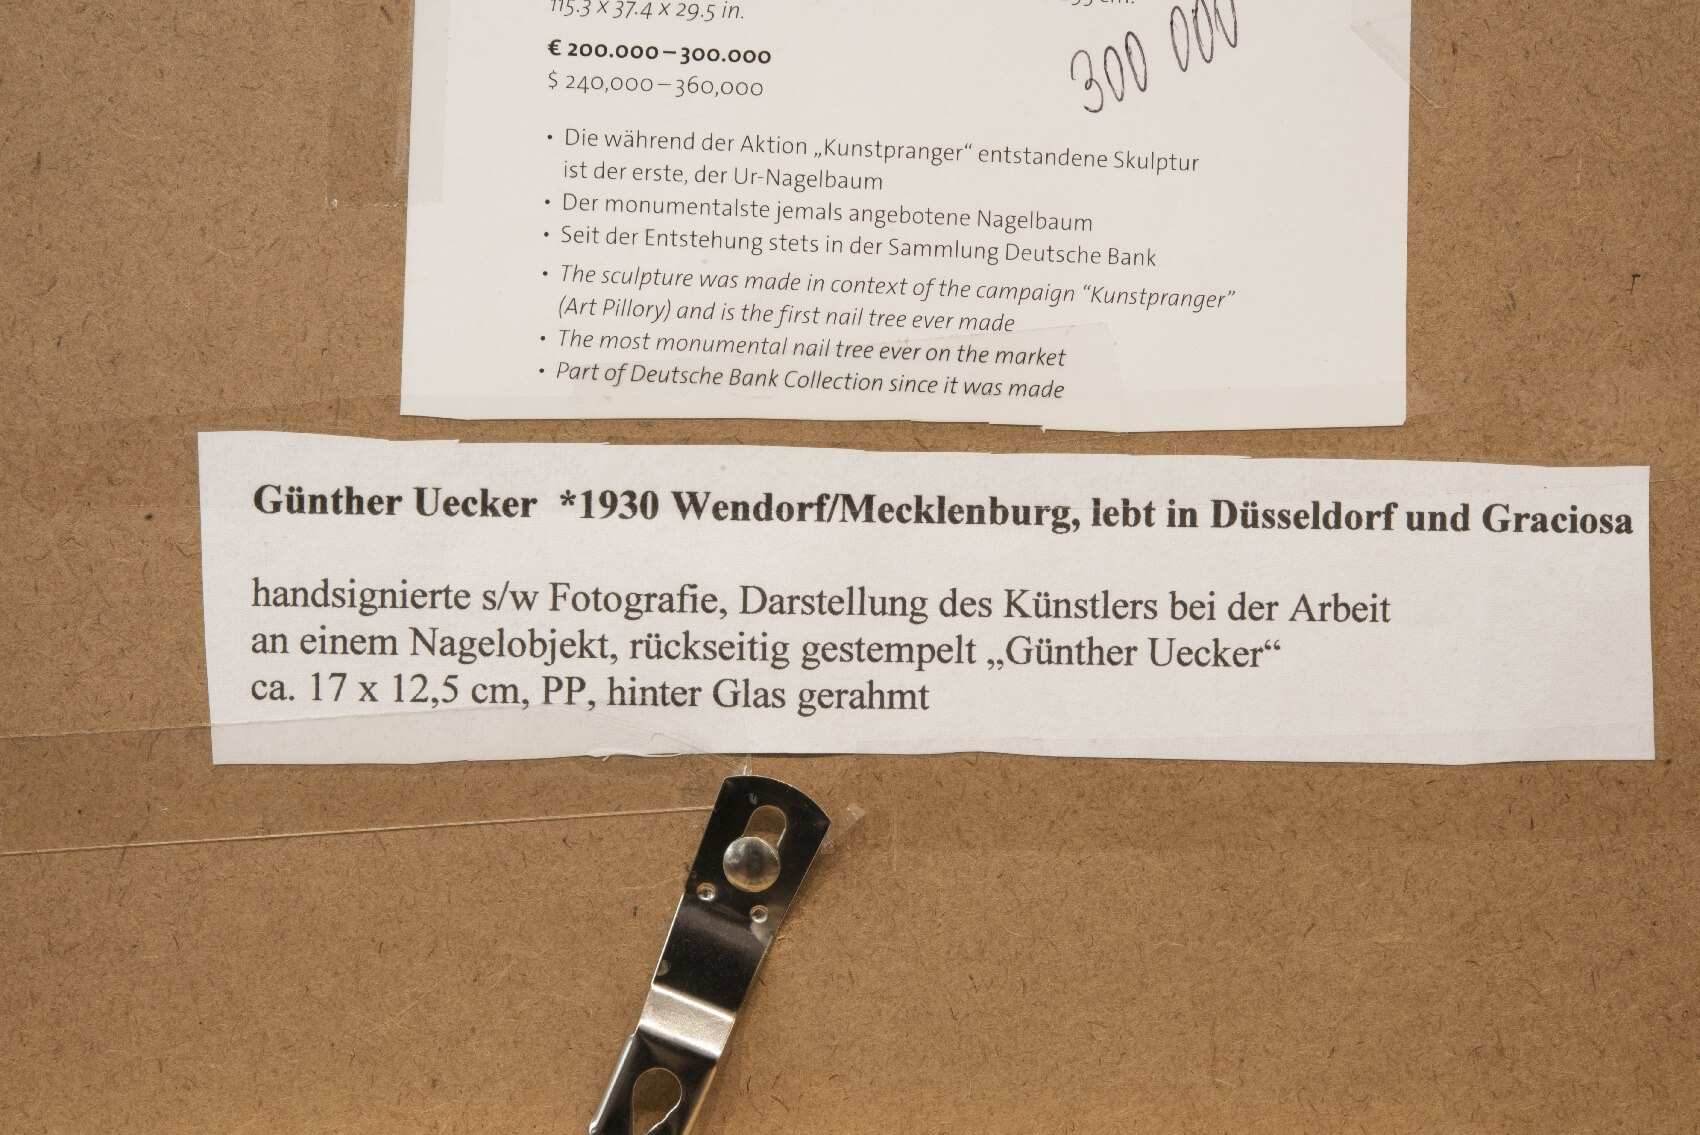 115.3 x 37.4 x 29.5 in.
€ 200.000 – 300.000
$ 240,000 – 360,000
300 000
• Die während der Aktion „Kunstpranger“ entstandene Skulptur
ist der erste, der Ur-Nagelbaum
• Der monumentalste jemals angebotene Nagelbaum
• Seit der Entstehung stets in der Sammlung Deutsche Bank
• The sculpture was made in context of the campaign “Kunstpranger”
(Art Pillory) and is the first nail tree ever made
• The most monumental nail tree ever on the market
• Part of Deutsche Bank Collection since it was made
Günther Uecker *1930 Wendorf/Mecklenburg, lebt in Düsseldorf und Graciosa
handsignierte s/w Fotografie, Darstellung des Künstlers bei der Arbeit
an einem Nagelobjekt, rückseitig gestempelt „Günther Uecker“
ca. 17 x 12,5 cm, PP, hinter Glas gerahmt